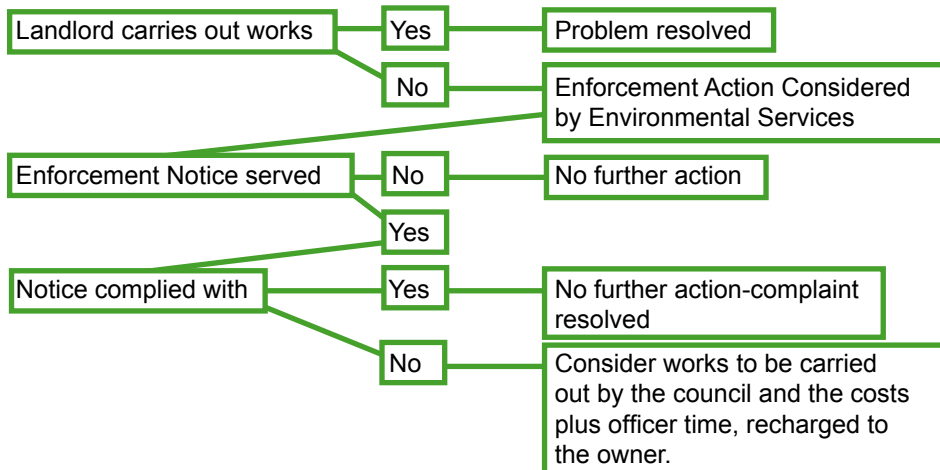 Landlord carries out works
Yes
Problem resolved
No
Enforcement Action Considered
by Environmental Services
Enforcement Notice served
No
No further action
Yes
Notice complied with
Yes
No further action-complaint
resolved
No
Consider works to be carried
out by the council and the costs
plus officer time, recharged to
the owner.